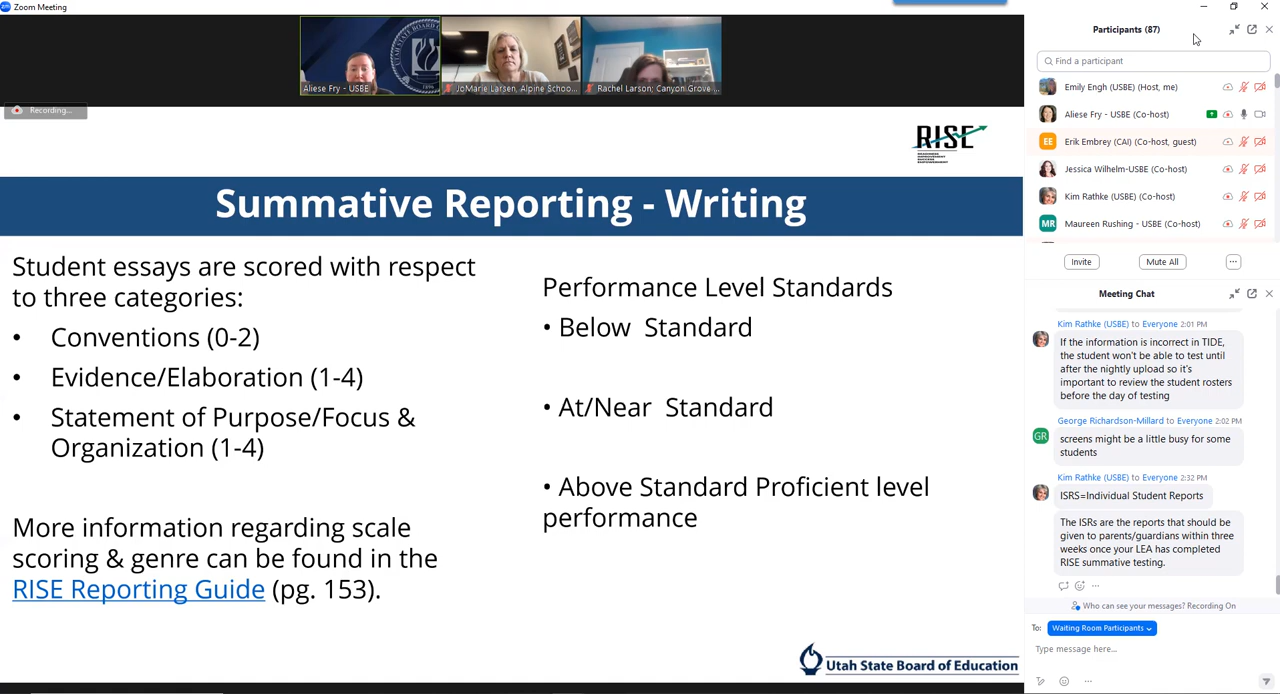 Zoom Meeting
Aliese Fry - USBE
JoMarie Larsen, Alpine Schoo...
Rachel Larson; Canyon Grove ...
Recording...
RISE
Summative Reporting - Writing
Student essays are scored with respect
to three categories:
• Conventions (0-2)
• Evidence/Elaboration (1-4)
• Statement of Purpose/Focus &
Organization (1-4)
More information regarding scale
scoring & genre can be found in the
RISE Reporting Guide (pg. 153).
Performance Level Standards
• Below Standard
• At/Near Standard
• Above Standard Proficient level
performance
Utah State Board of Education
Participants (87)
Find a participant
Emily Engh (USBE) (Host, me)
Aliese Fry - USBE (Co-host)
EE Erik Embrey (CAI) (Co-host, guest)
Jessica Wilhelm-USBE (Co-host)
Kim Rathke (USBE) (Co-host)
MR Maureen Rushing - USBE (Co-host)
Invite
Mute All
...
Meeting Chat
Kim Rathke (USBE) to Everyone 2:01 PM
If the information is incorrect in TIDE,
the student won't be able to test until
after the nightly upload so it's
important to review the student rosters
before the day of testing
George Richardson-Millard to Everyone 2:02 PM
GR
screens might be a little busy for some
students
Kim Rathke (USBE) to Everyone 2:32 PM
ISRS=Individual Student Reports
The ISRs are the reports that should be
given to parents/guardians within three
weeks once your LEA has completed
RISE summative testing.
Who can see your messages? Recording On
To: Waiting Room Participants
Type message here...